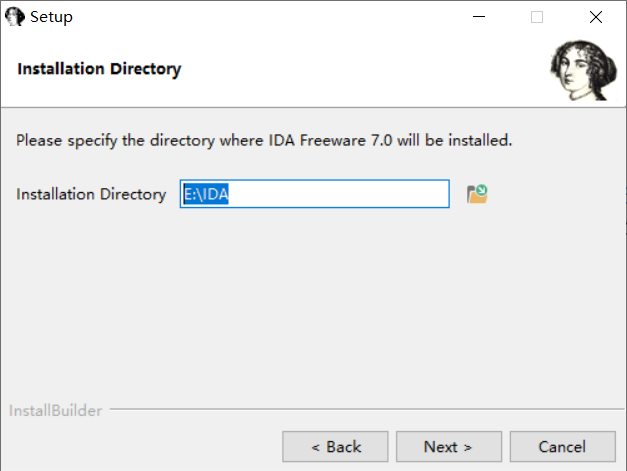 Setup
Installation Directory
Please specify the directory where IDA Freeware 7.0 will be installed.
Installation Directory E:\IDA
InstallBuilder
< Back Next > Cancel